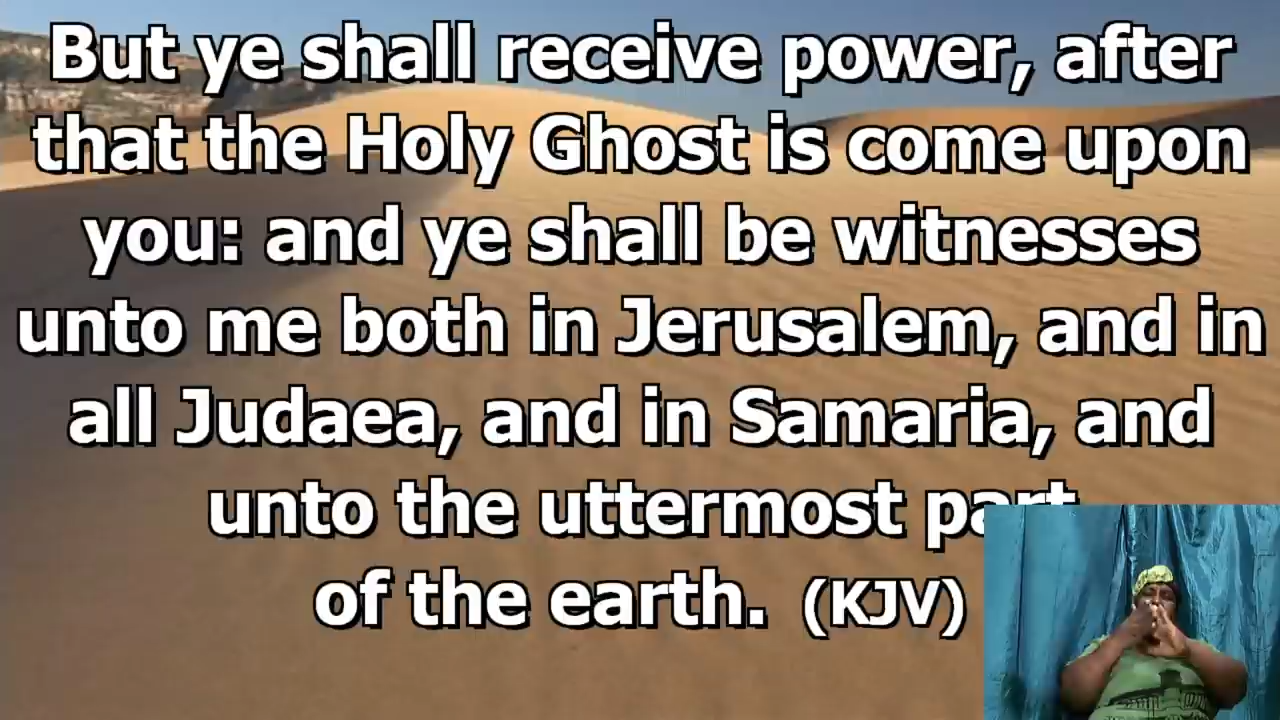 But ye shall receive power, after
that the Holy Ghost is come upon
you: and ye shall be witnesses
unto me both in Jerusalem, and in
all Judaea, and in Samaria, and
unto the uttermost part
of the earth. (KJV)